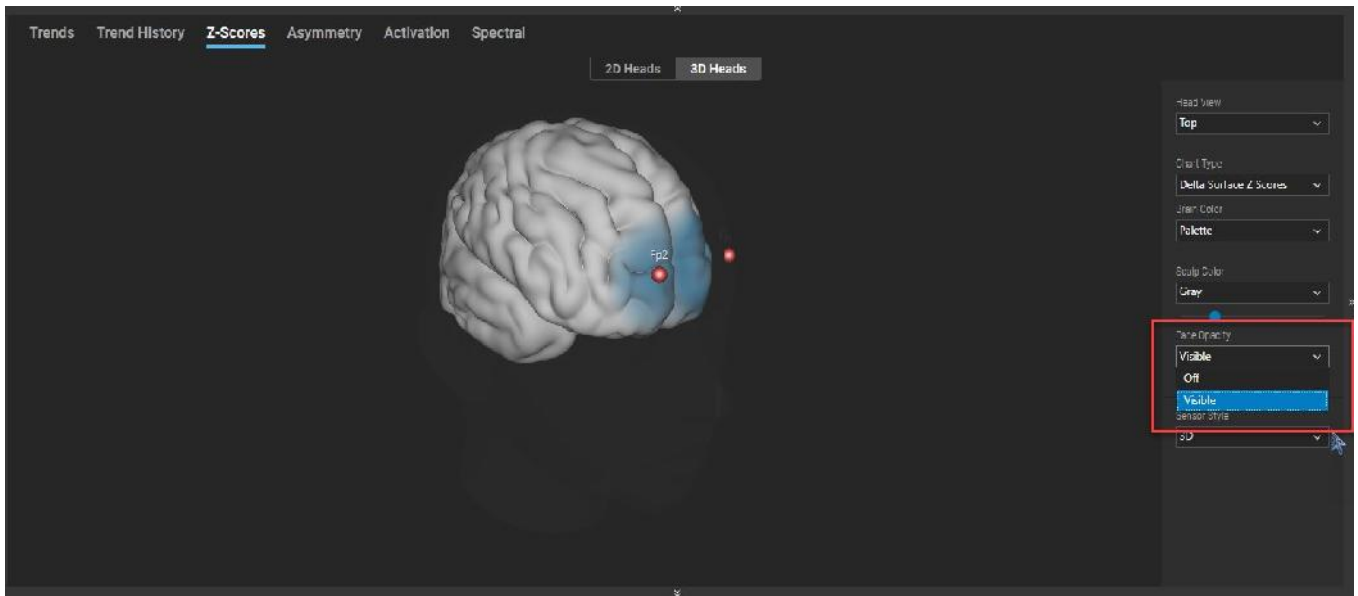 Trends Trend History Z-Scores Asymmetry Activation Spectral
2D Heads 3D Heads
Head View
Top
Chart Type
Delta Surface Z Scores
Brain Color
Palette
Scalp Color
Gray
Face Opacity
Visible
Off
Visible
Sensor Style
3D
Fp2